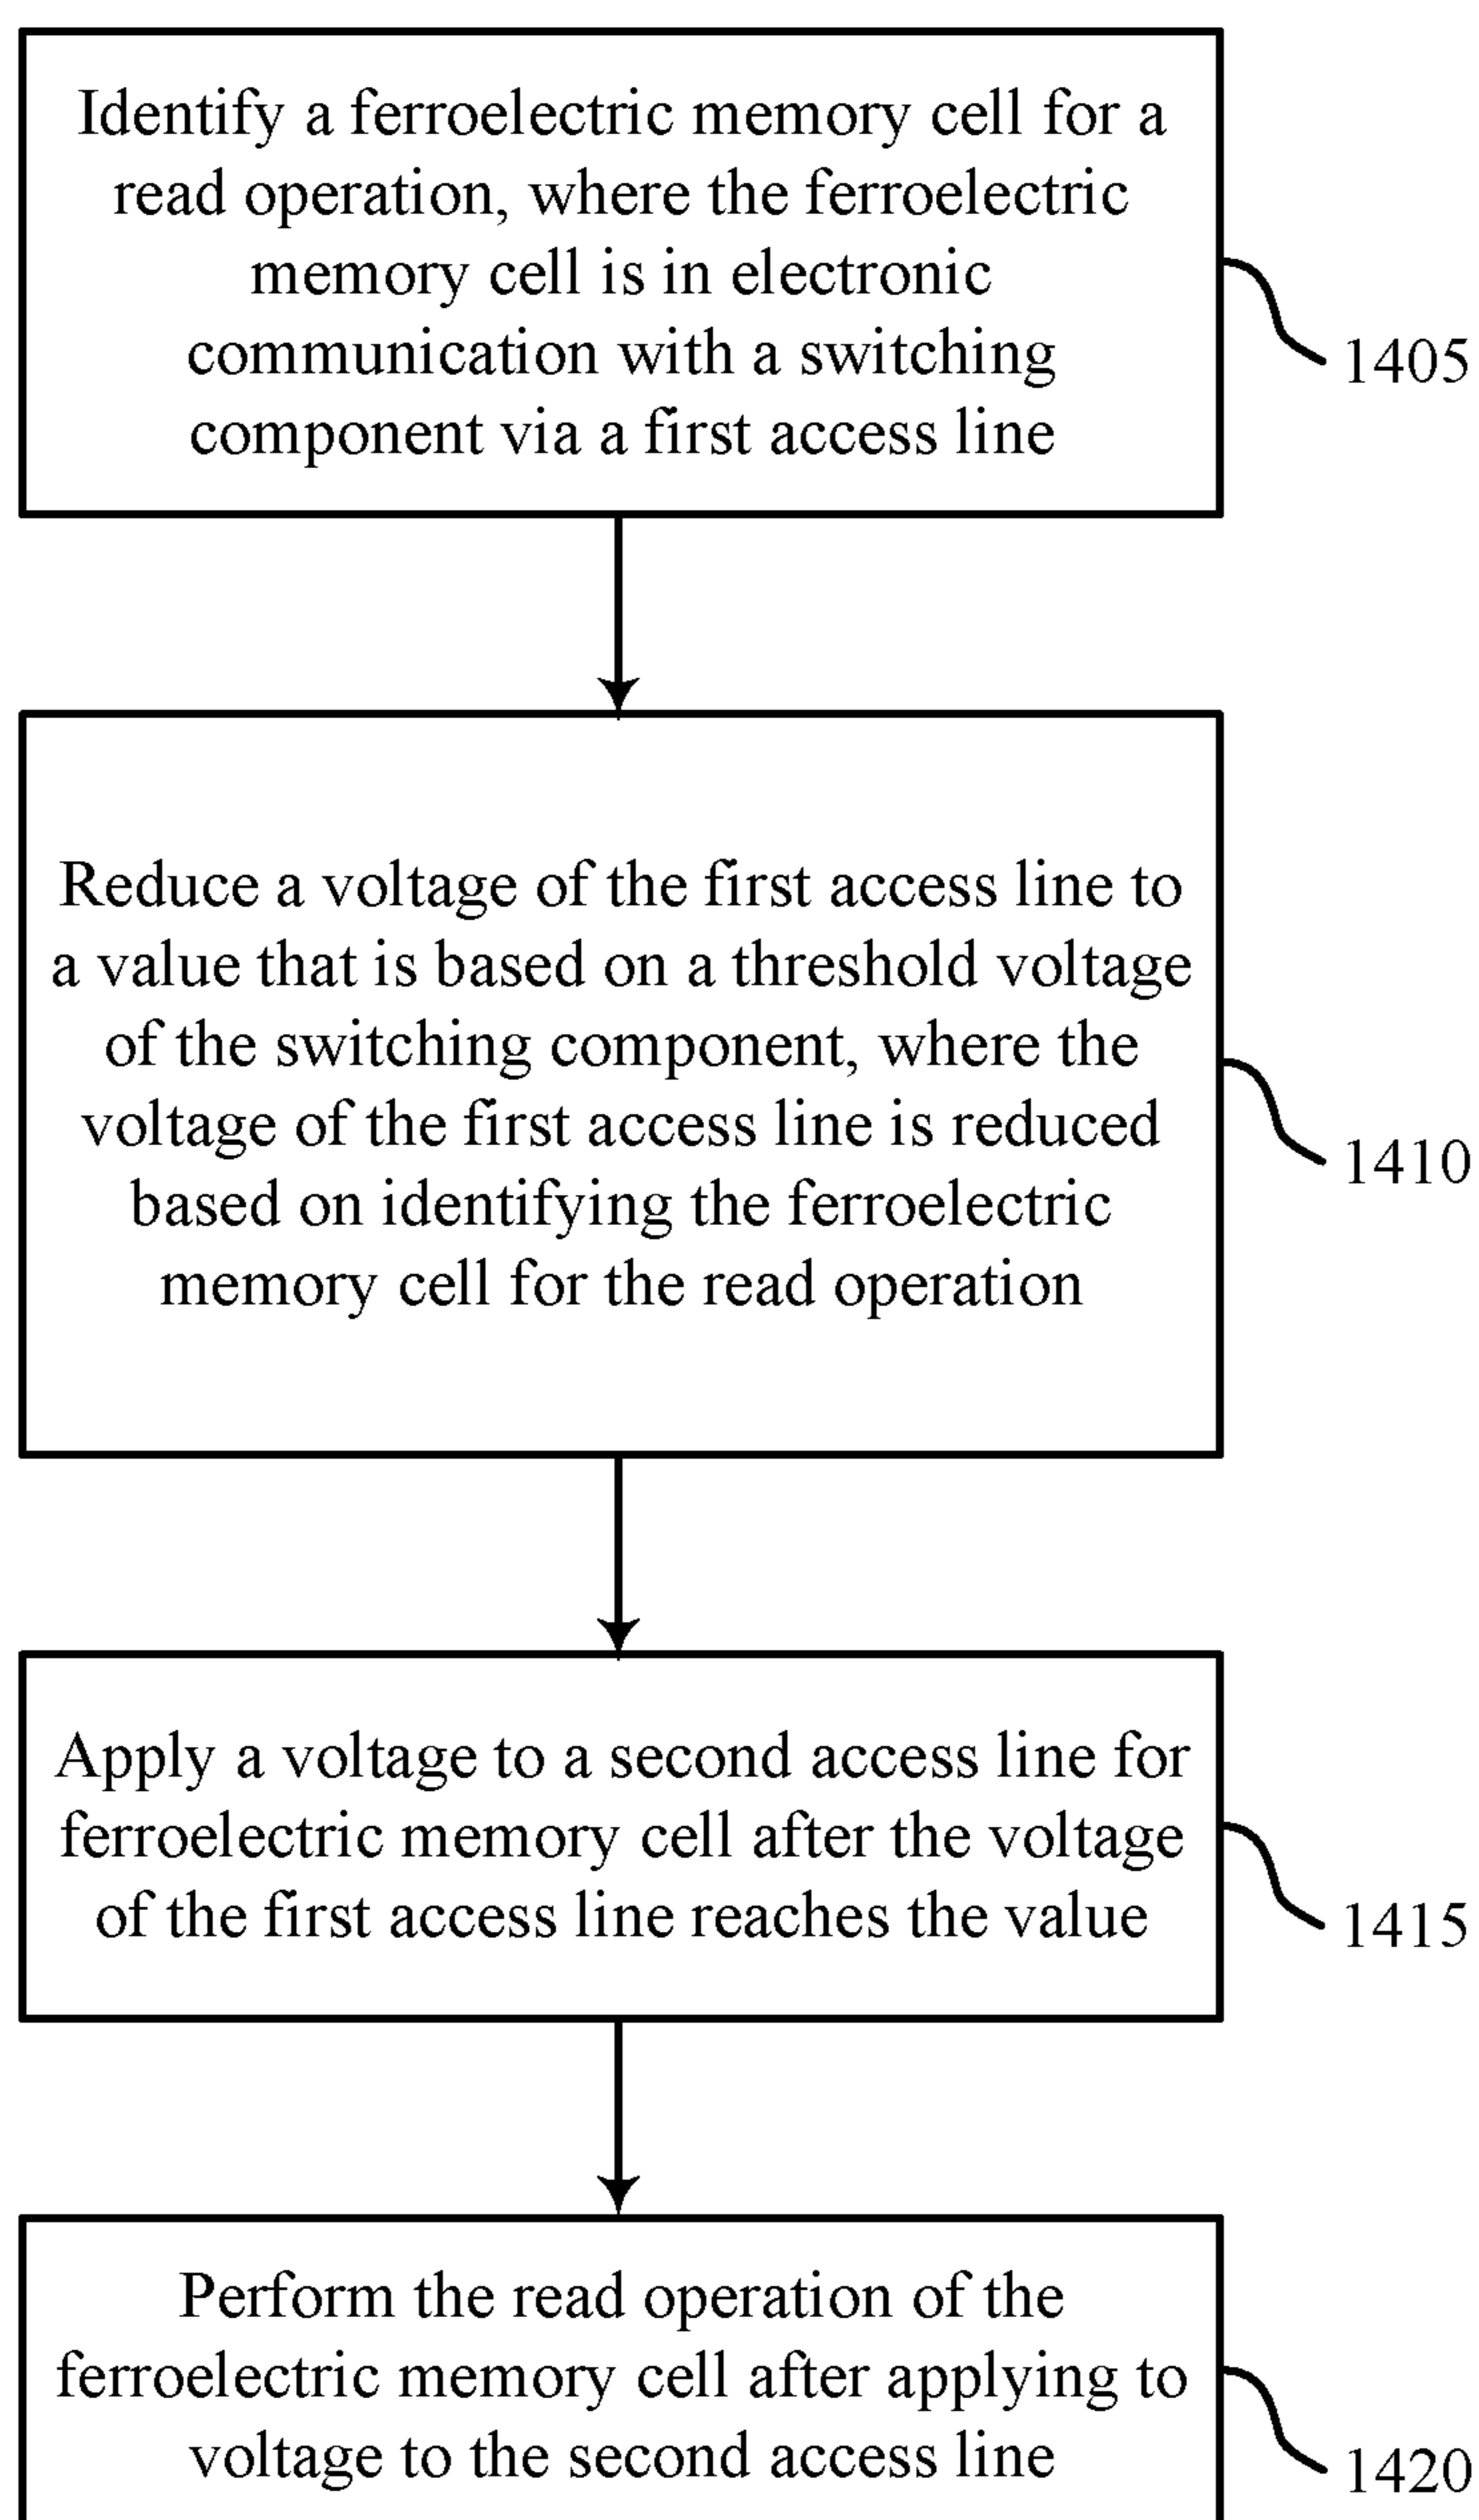 Identify a ferroelectric memory cell for a
read operation, where the ferroelectric
memory cell is in electronic
communication with a switching
component via a first access line
1405
Reduce a voltage of the first access line to
a value that is based on a threshold voltage
of the switching component, where the
voltage of the first access line is reduced
based on identifying the ferroelectric
memory cell for the read operation
1410
Apply a voltage to a second access line for
ferroelectric memory cell after the voltage
of the first access line reaches the value
1415
Perform the read operation of the
ferroelectric memory cell after applying to
voltage to the second access line
1420